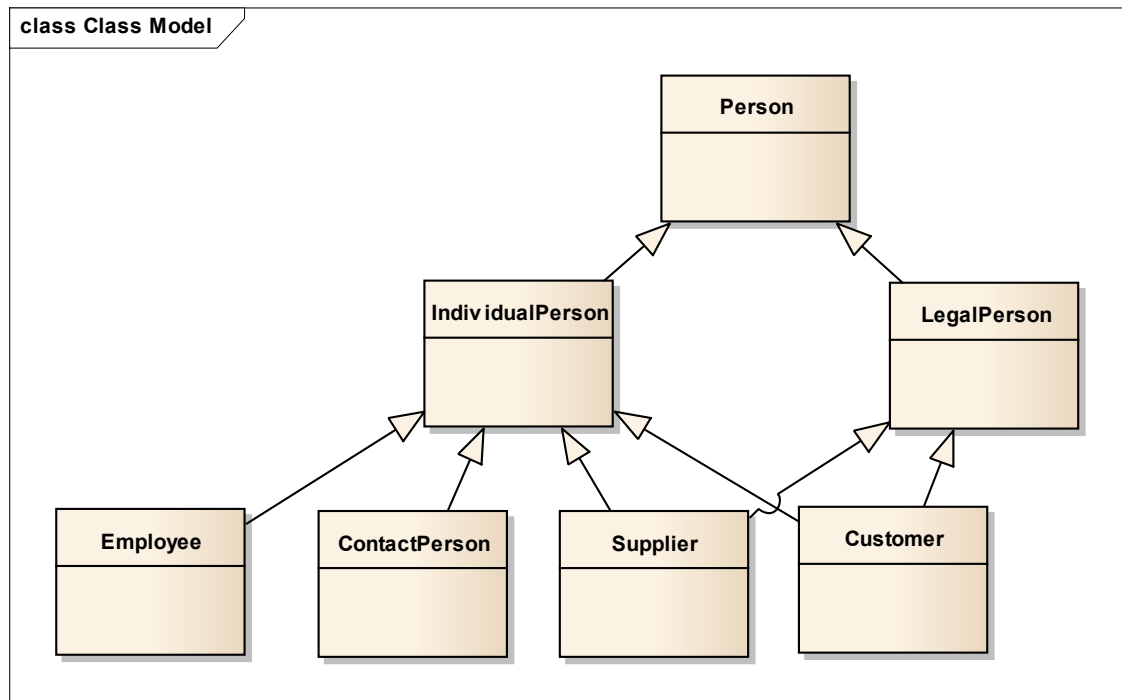 class Class Model
Person
IndividualPerson
LegalPerson
Employee
ContactPerson
Supplier
Customer